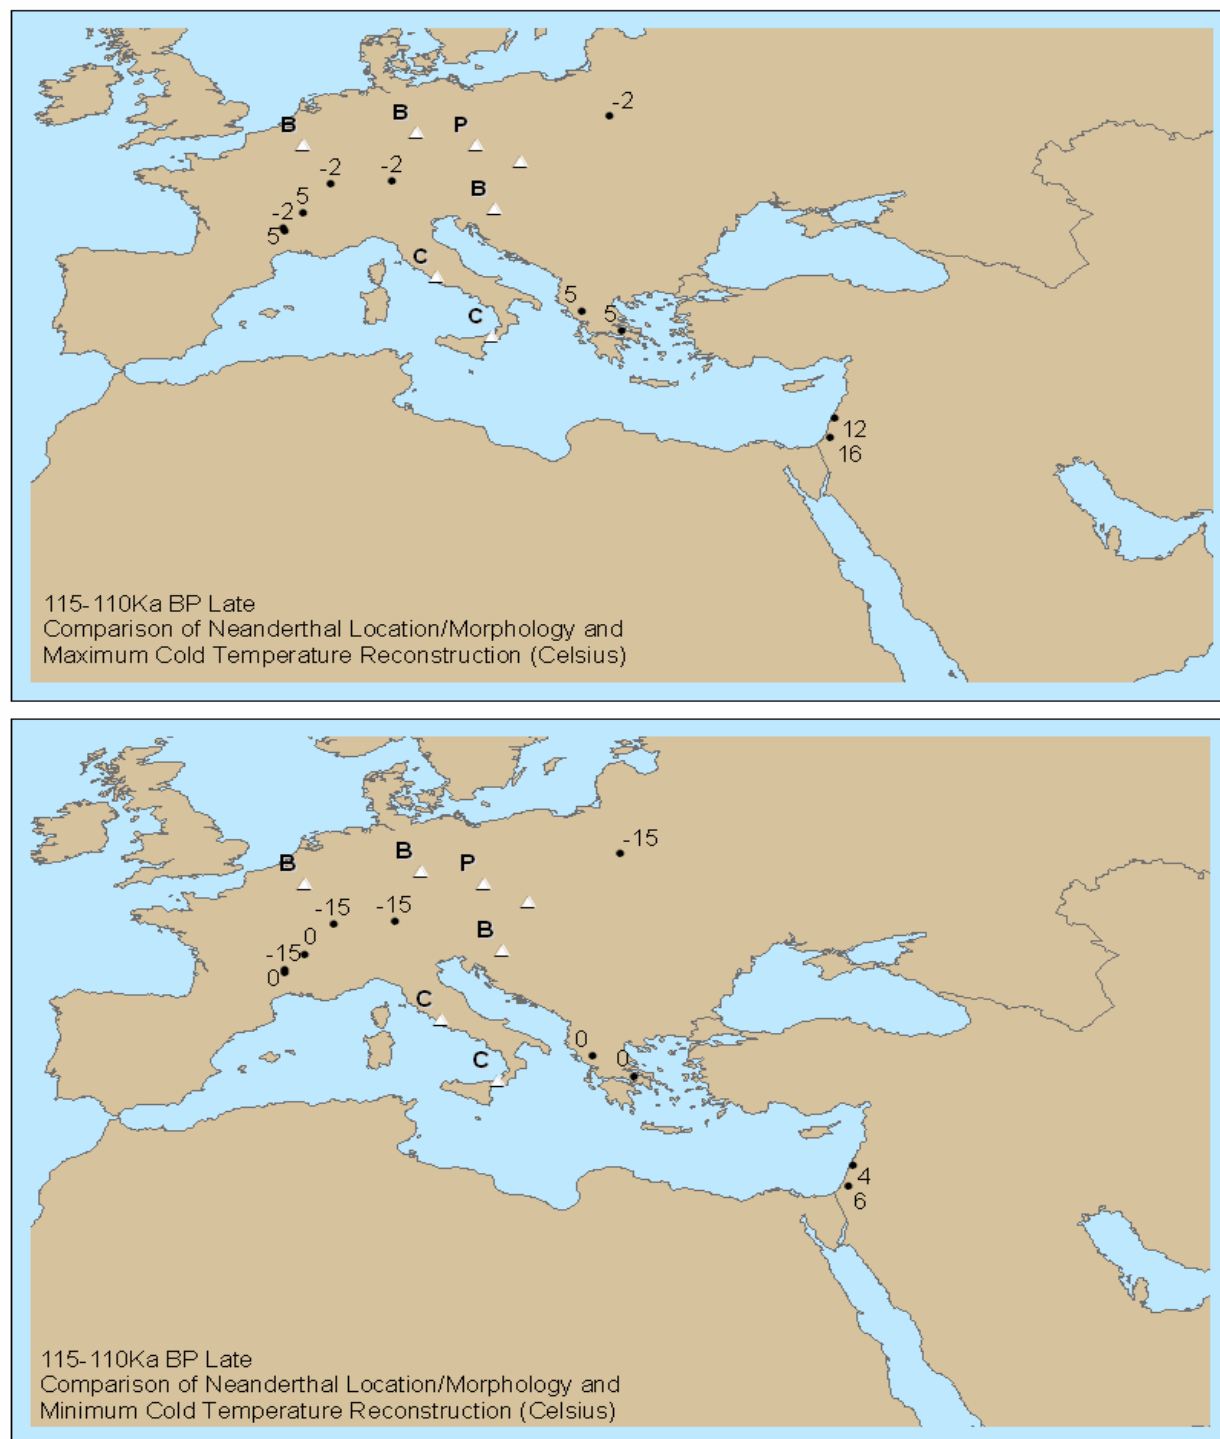 -2
B
B
P
-2
-2
B
5
-2
5
C
5
C
5
12
16
115-110Ka BP Late
Comparison of Neanderthal Location/Morphology and
Maximum Cold Temperature Reconstruction (Celsius)
-15
B
B
P
-15
-15
B
0
-15
0
C
0
0
C
4
6
115-110Ka BP Late
Comparison of Neanderthal Location/Morphology and
Minimum Cold Temperature Reconstruction (Celsius)